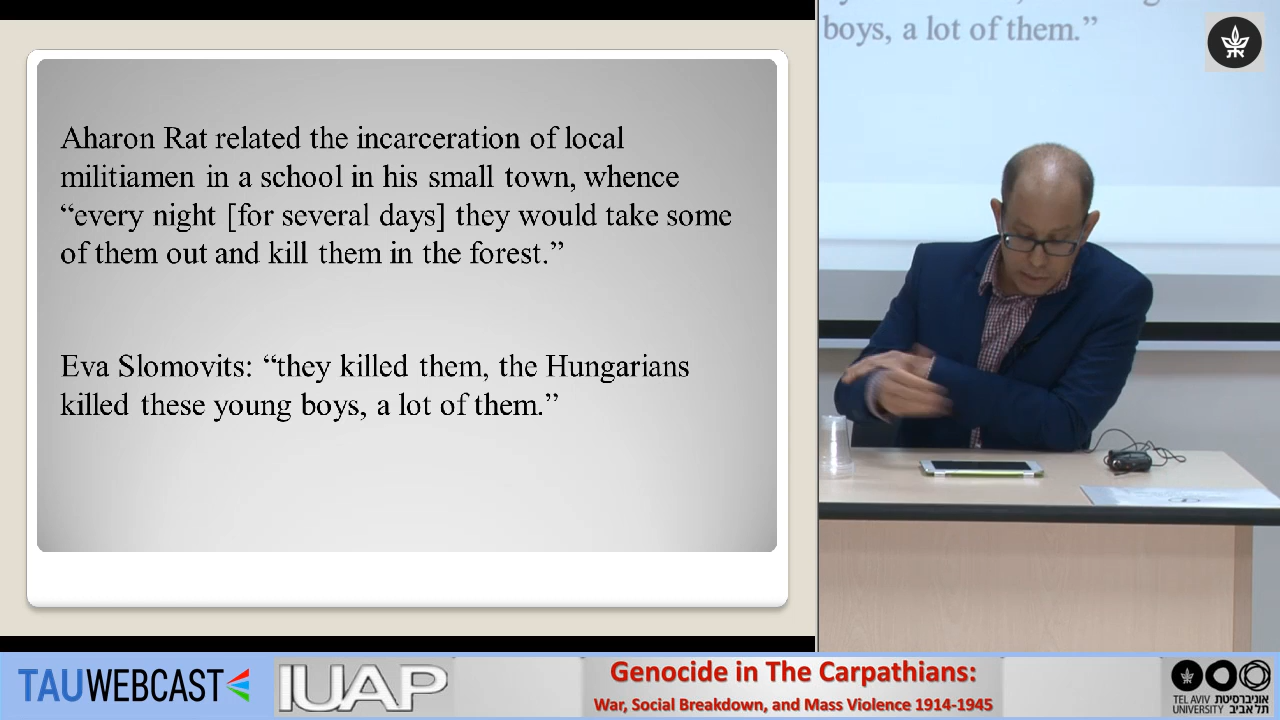 Aharon Rat related the incarceration of local
militiamen in a school in his small town, whence
“every night [for several days] they would take some
of them out and kill them in the forest.”
Eva Slomovits: “they killed them, the Hungarians
killed these young boys, a lot of them.”
boys, a lot of them.”
TAUWEBCAST
IUAP
Genocide in The Carpathians:
War, Social Breakdown, and Mass Violence 1914-1945
TEL AVIV אוניברסיטת
UNIVERSITY תל אביב